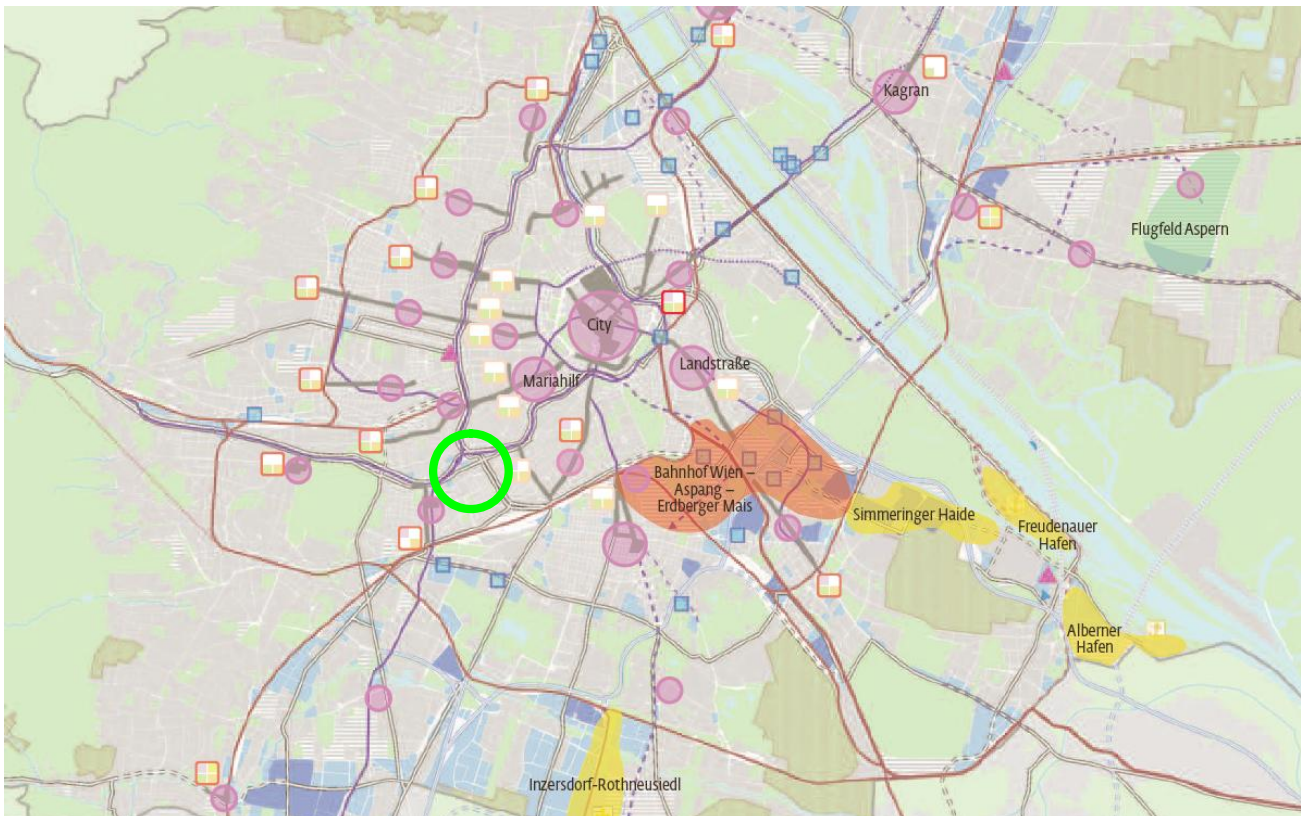 Kagran
Flugfeld Aspern
City
Landstraße
Mariahilf
Bahnhof Wien –
Aspang –
Erdberger Mais
Simmeringer Haide
Freudenauer
Hafen
Alberner
Hafen
Inzersdorf-Rothneusiedl